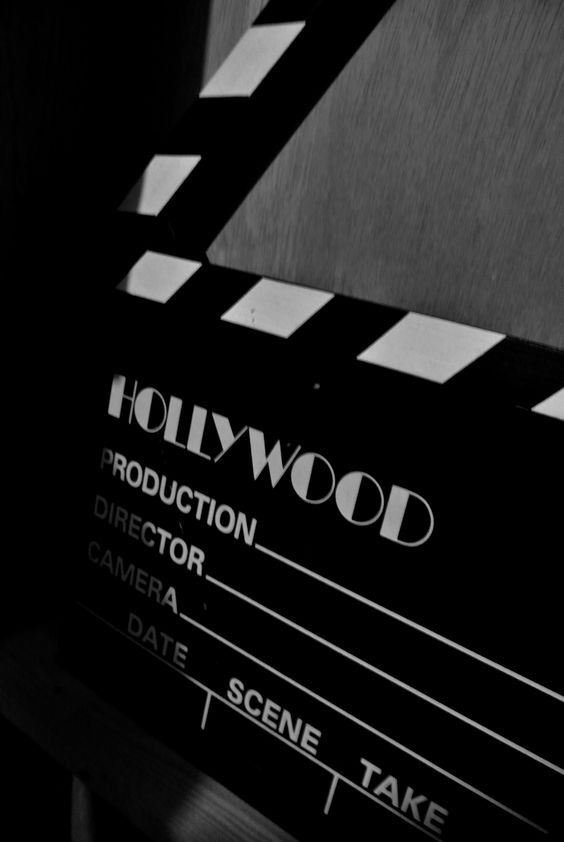 HOLLYWOOD
PRODUCTION
DIRECTOR
CAMERA
DATE SCENE TAKE